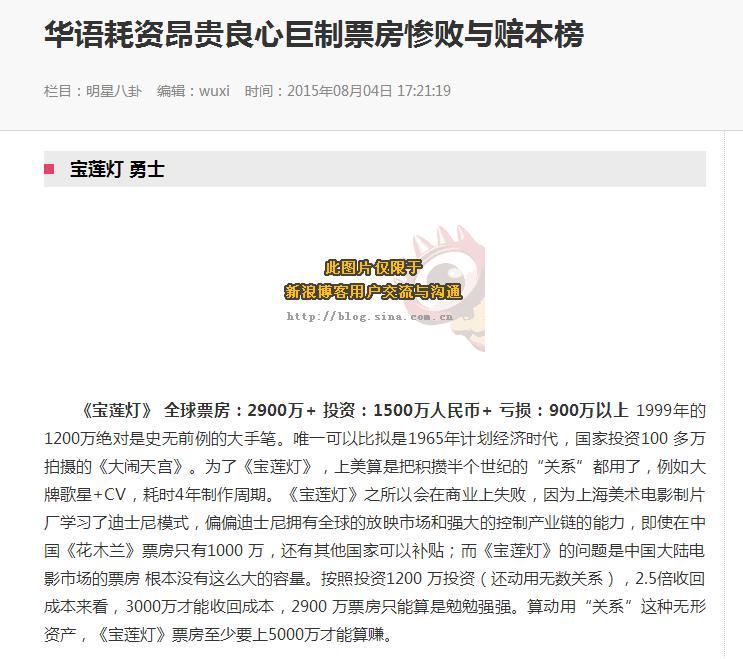 华语耗资昂贵良心巨制票房惨败与赔本榜
栏目：明星八卦 编辑：wuxi 时间：2015年08月04日 17:21:19
宝莲灯 勇士
此图片仅限于
新浪博客用户交流与沟通
http://blog.sina.com.cn
《宝莲灯》 全球票房：2900万+ 投资：1500万人民币+ 亏损：900万以上 1999年的
1200万绝对是史无前例的大手笔。唯一可以比拟是1965年计划经济时代，国家投资100 多万
拍摄的《大闹天宫》。为了《宝莲灯》，上美算是把积攒半个世纪的“关系”都用了，例如大
牌歌星+CV，耗时4年制作周期。《宝莲灯》之所以会在商业上失败，因为上海美术电影制片
厂学习了迪士尼模式，偏偏迪士尼拥有全球的放映市场和强大的控制产业链的能力，即使在中
国《花木兰》票房只有1000 万，还有其他国家可以补贴；而《宝莲灯》的问题是中国大陆电
影市场的票房 根本没有这么大的容量。按照投资1200 万投资（还动用无数关系），2.5倍收回
成本来看，3000万才能收回成本，2900 万票房只能算是勉勉强强。算动用“关系”这种无形
资产，《宝莲灯》票房至少要上5000万才能算赚。